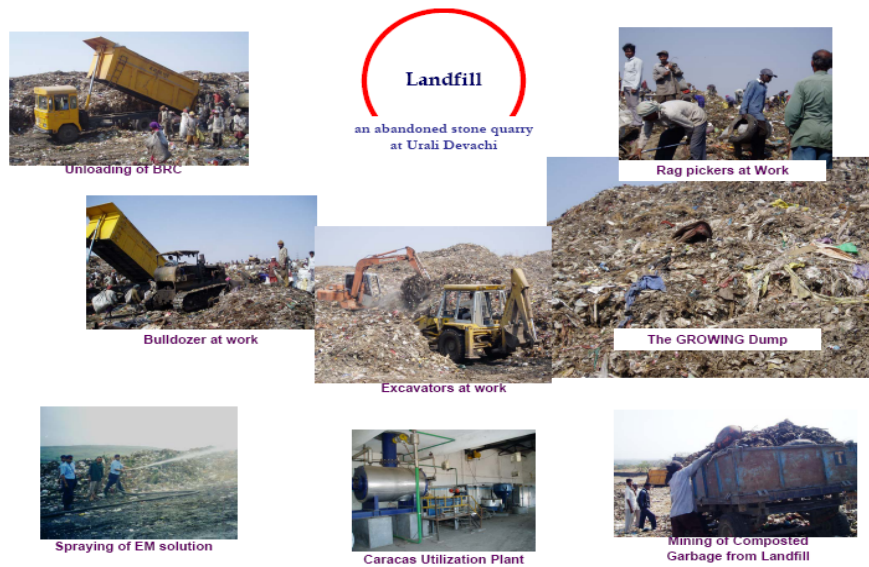 Landfill
an abandoned stone quarry
at Urali Devachi
Unloading of BRC
Rag pickers at Work
Bulldozer at work
Excavators at work
The GROWING Dump
Spraying of EM solution
Caracas Utilization Plant
Mining of Composted
Garbage from Landfill